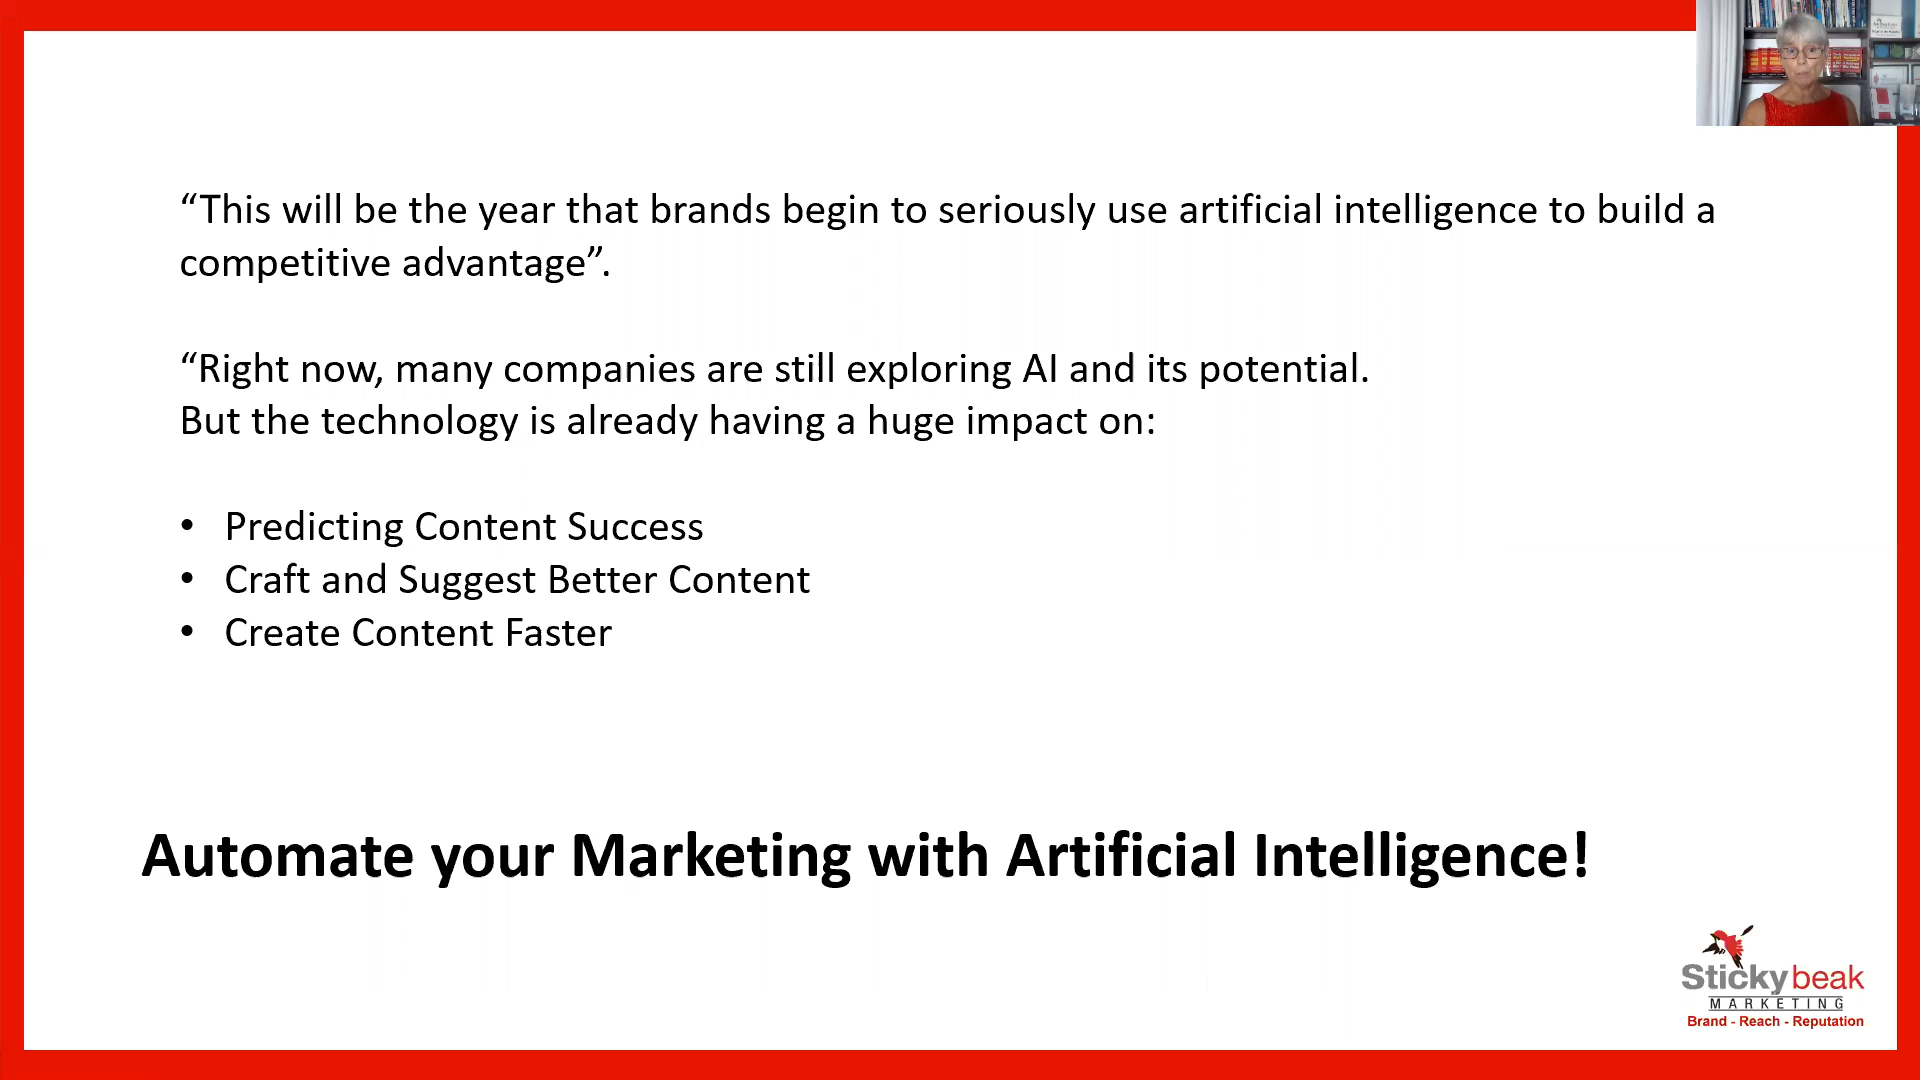 “This will be the year that brands begin to seriously use artificial intelligence to build a
competitive advantage”.
“Right now, many companies are still exploring AI and its potential.
But the technology is already having a huge impact on:
• Predicting Content Success
• Craft and Suggest Better Content
• Create Content Faster
Automate your Marketing with Artificial Intelligence!
Stickybeak
MARKETING
Brand - Reach - Reputation